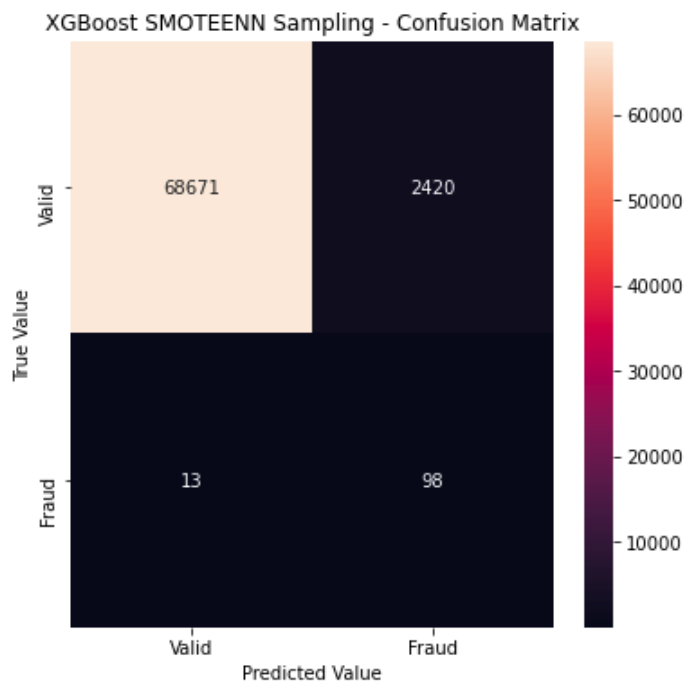 XGBoost SMOTEENN Sampling - Confusion Matrix
68671
2420
13
98
Valid
Fraud
True Value
Valid
Fraud
Predicted Value
60000
50000
40000
30000
20000
10000